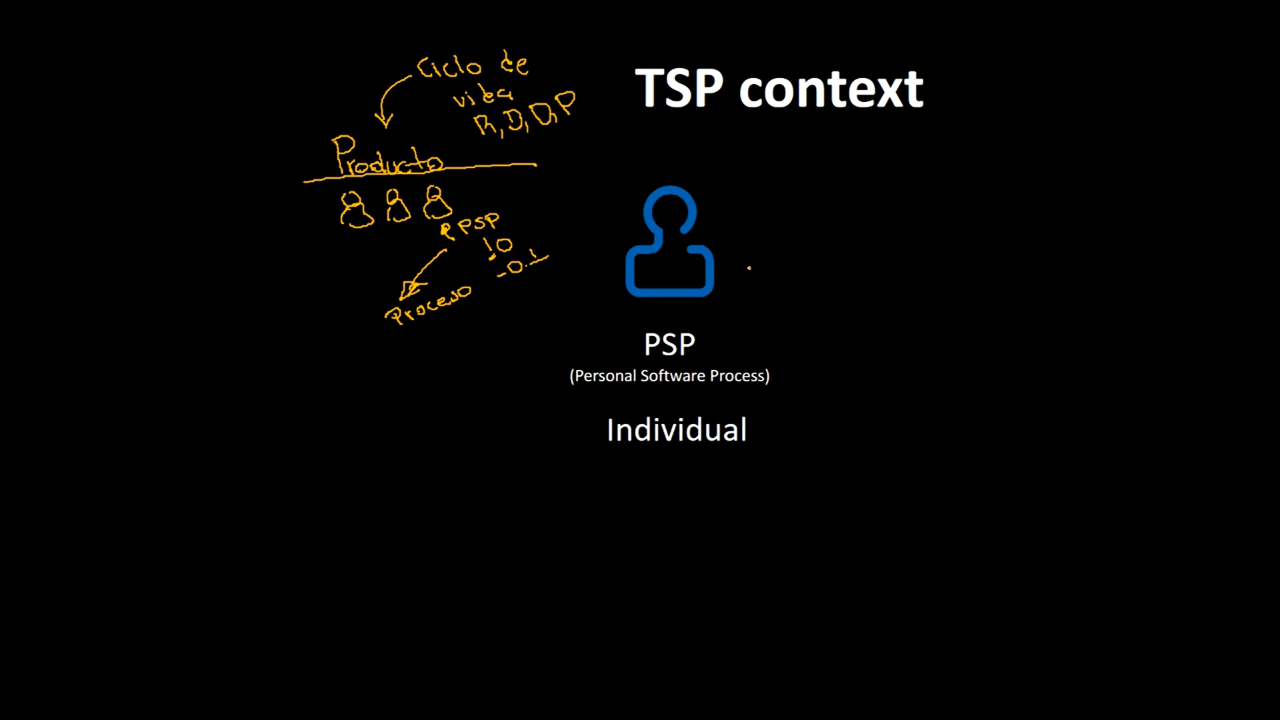 TSP context
Ciclo de
vida
R, D, D, P
Producto
PSP
10
-0.1
Proceso
PSP
(Personal Software Process)
Individual